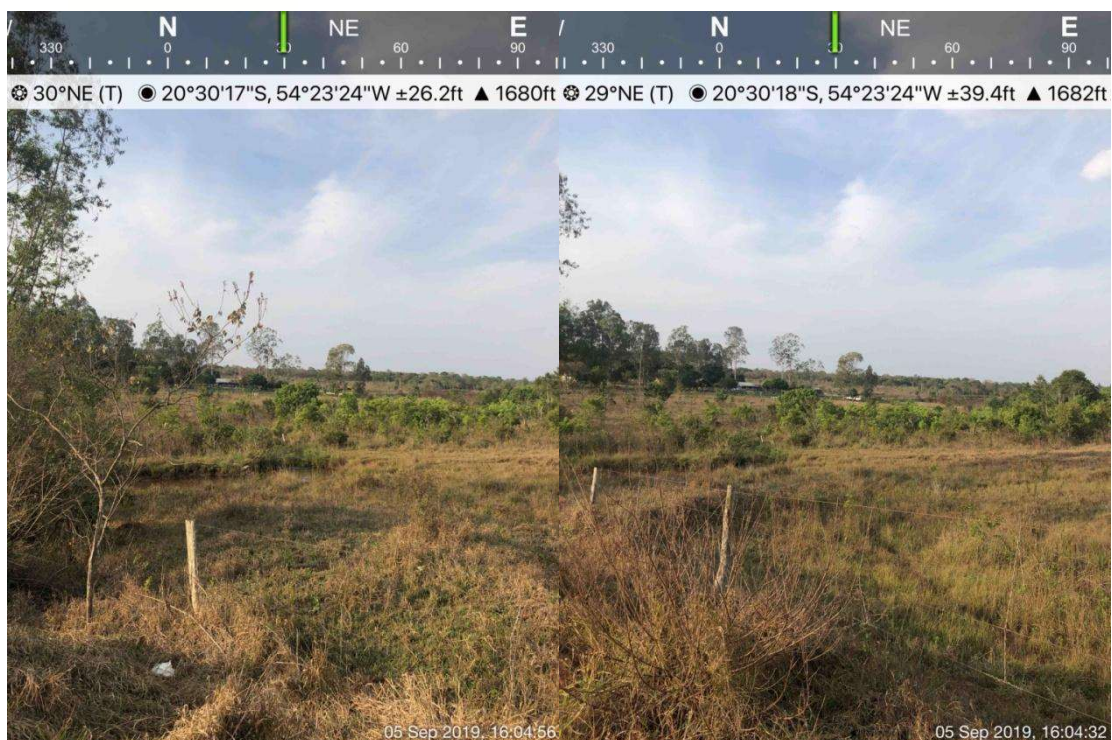 N NE E
330 0 30 60 90
30°NE (T) 20°30'17"S, 54°23'24"W ±26.2ft ▲ 1680ft
05 Sep 2019, 16:04:56
N NE E
330 0 30 60 90
29°NE (T) 20°30'18"S, 54°23'24"W ±39.4ft ▲ 1682ft
05 Sep 2019, 16:04:32